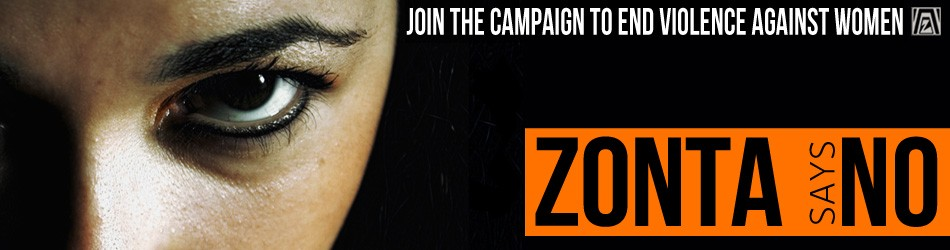 JOIN THE CAMPAIGN TO END VIOLENCE AGAINST WOMEN
ZONTA SAYS NO